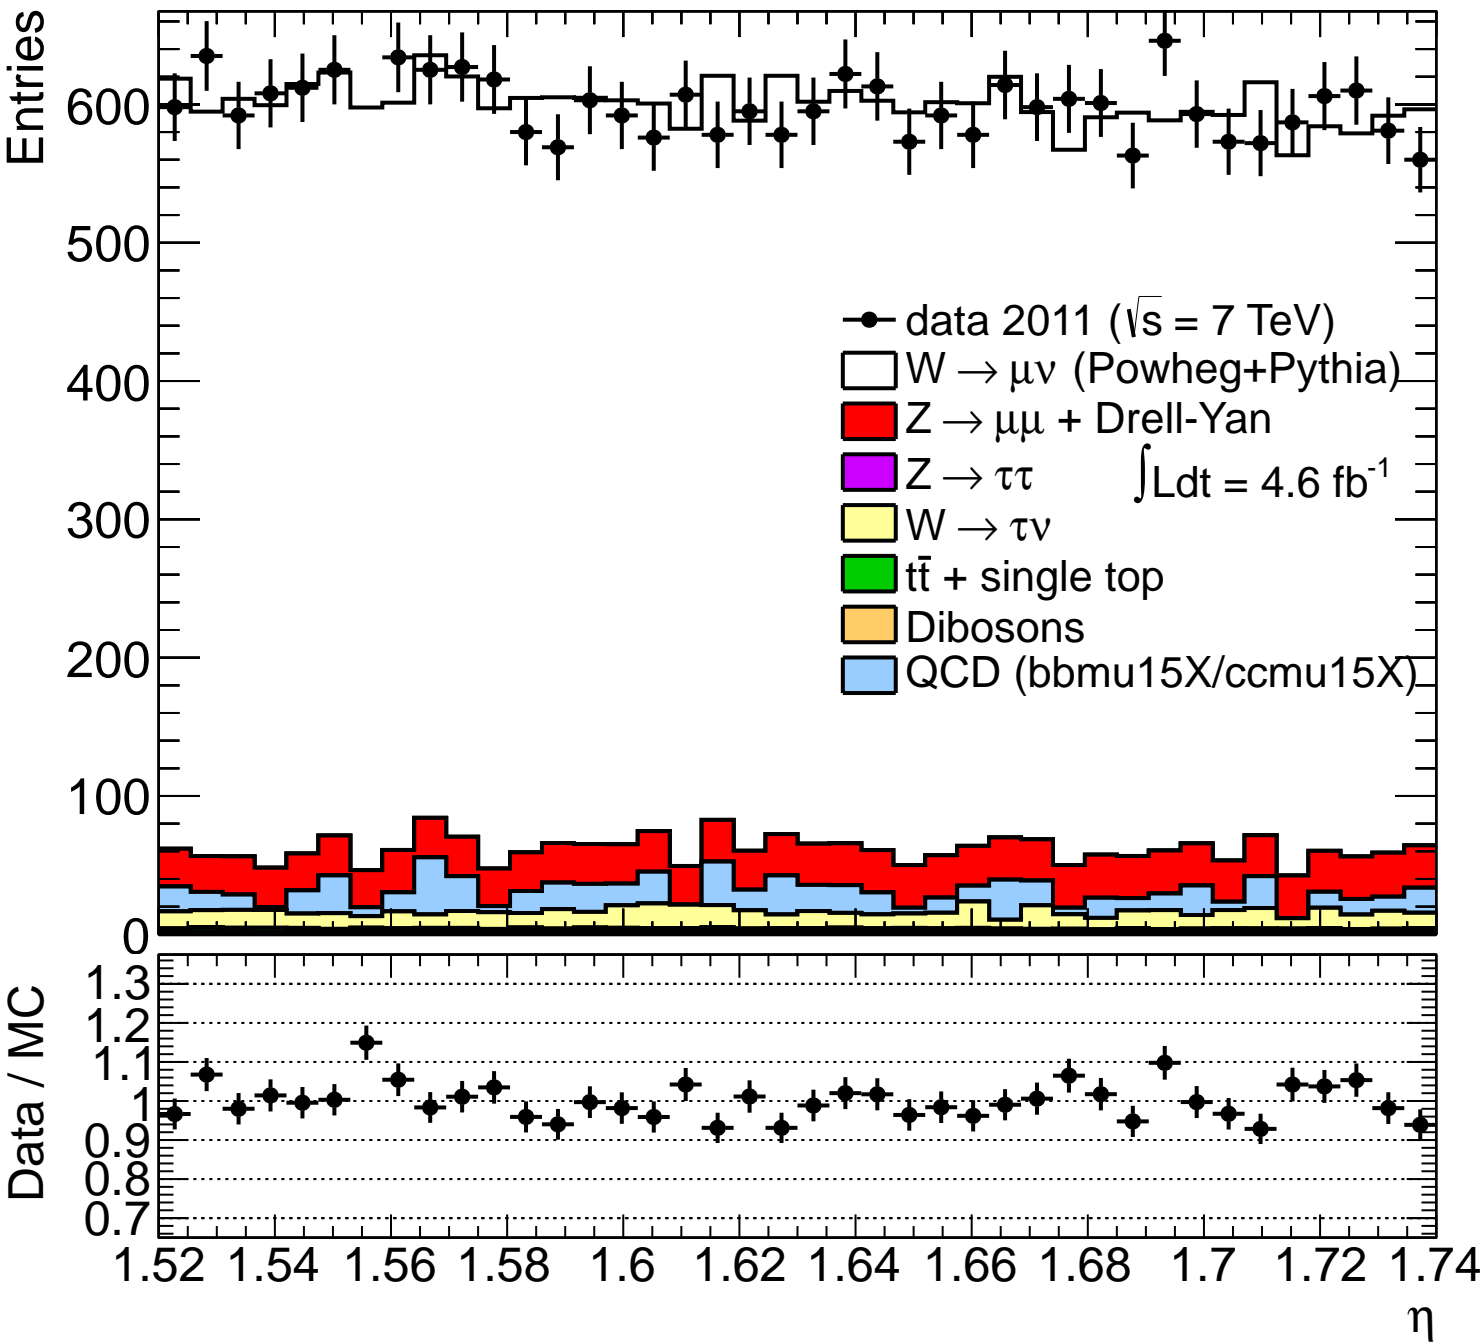 Entries
600
500
400
300
200
100
0
data 2011 (√s = 7 TeV)
W → μν (Powheg+Pythia)
Z → μμ + Drell-Yan
Z → ττ
∫Ldt = 4.6 fb⁻¹
W → τν
tt̄ + single top
Dibosons
QCD (bbmu15X/ccmu15X)
Data / MC
1.3
1.2
1.1
1
0.9
0.8
0.7
1.52 1.54 1.56 1.58 1.6 1.62 1.64 1.66 1.68 1.7 1.72 1.74
η